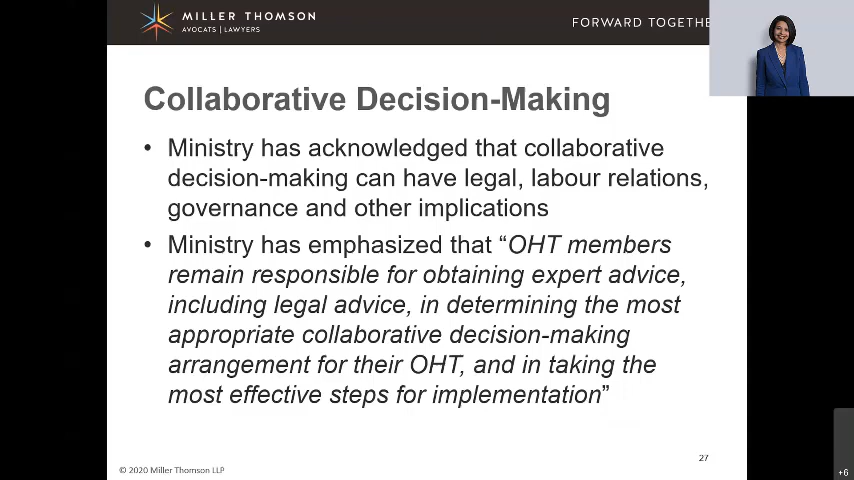 MILLER THOMSON
AVOCATS | LAWYERS
FORWARD TOGETHE
Collaborative Decision-Making
• Ministry has acknowledged that collaborative
decision-making can have legal, labour relations,
governance and other implications
• Ministry has emphasized that “OHT members
remain responsible for obtaining expert advice,
including legal advice, in determining the most
appropriate collaborative decision-making
arrangement for their OHT, and in taking the
most effective steps for implementation”
27
© 2020 Miller Thomson LLP
+6